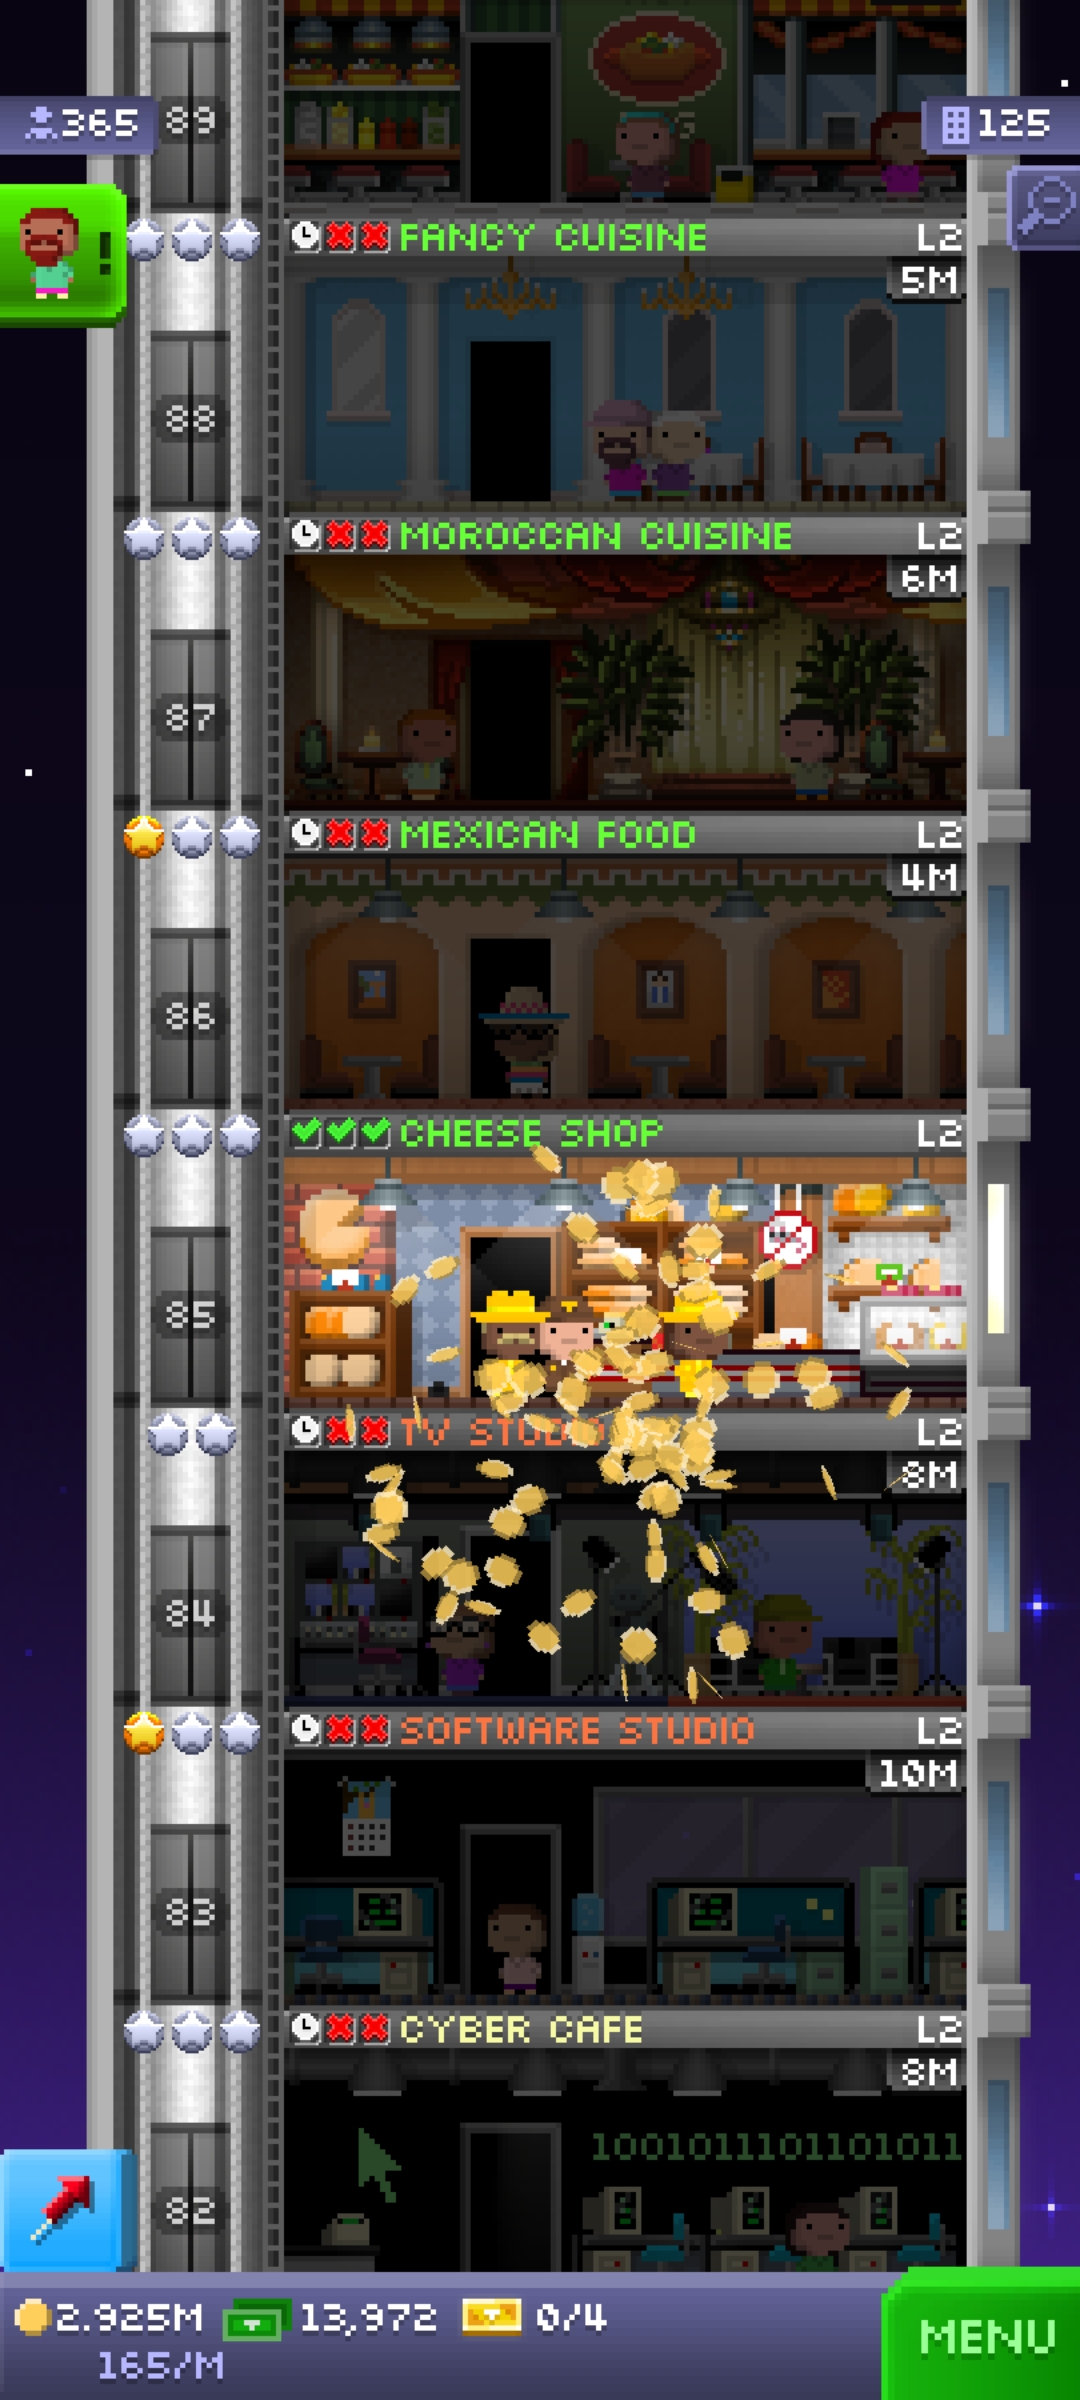 365
89
125
FANCY CUISINE L2
5M
88
MOROCCAN CUISINE L2
6M
87
MEXICAN FOOD L2
4M
86
CHEESE SHOP L2
85
TV STUDIO L2
8M
84
SOFTWARE STUDIO L2
10M
83
CYBER CAFE L2
8M
1001011101101011
82
2.925M 13,972 0/4
165/M
MENU